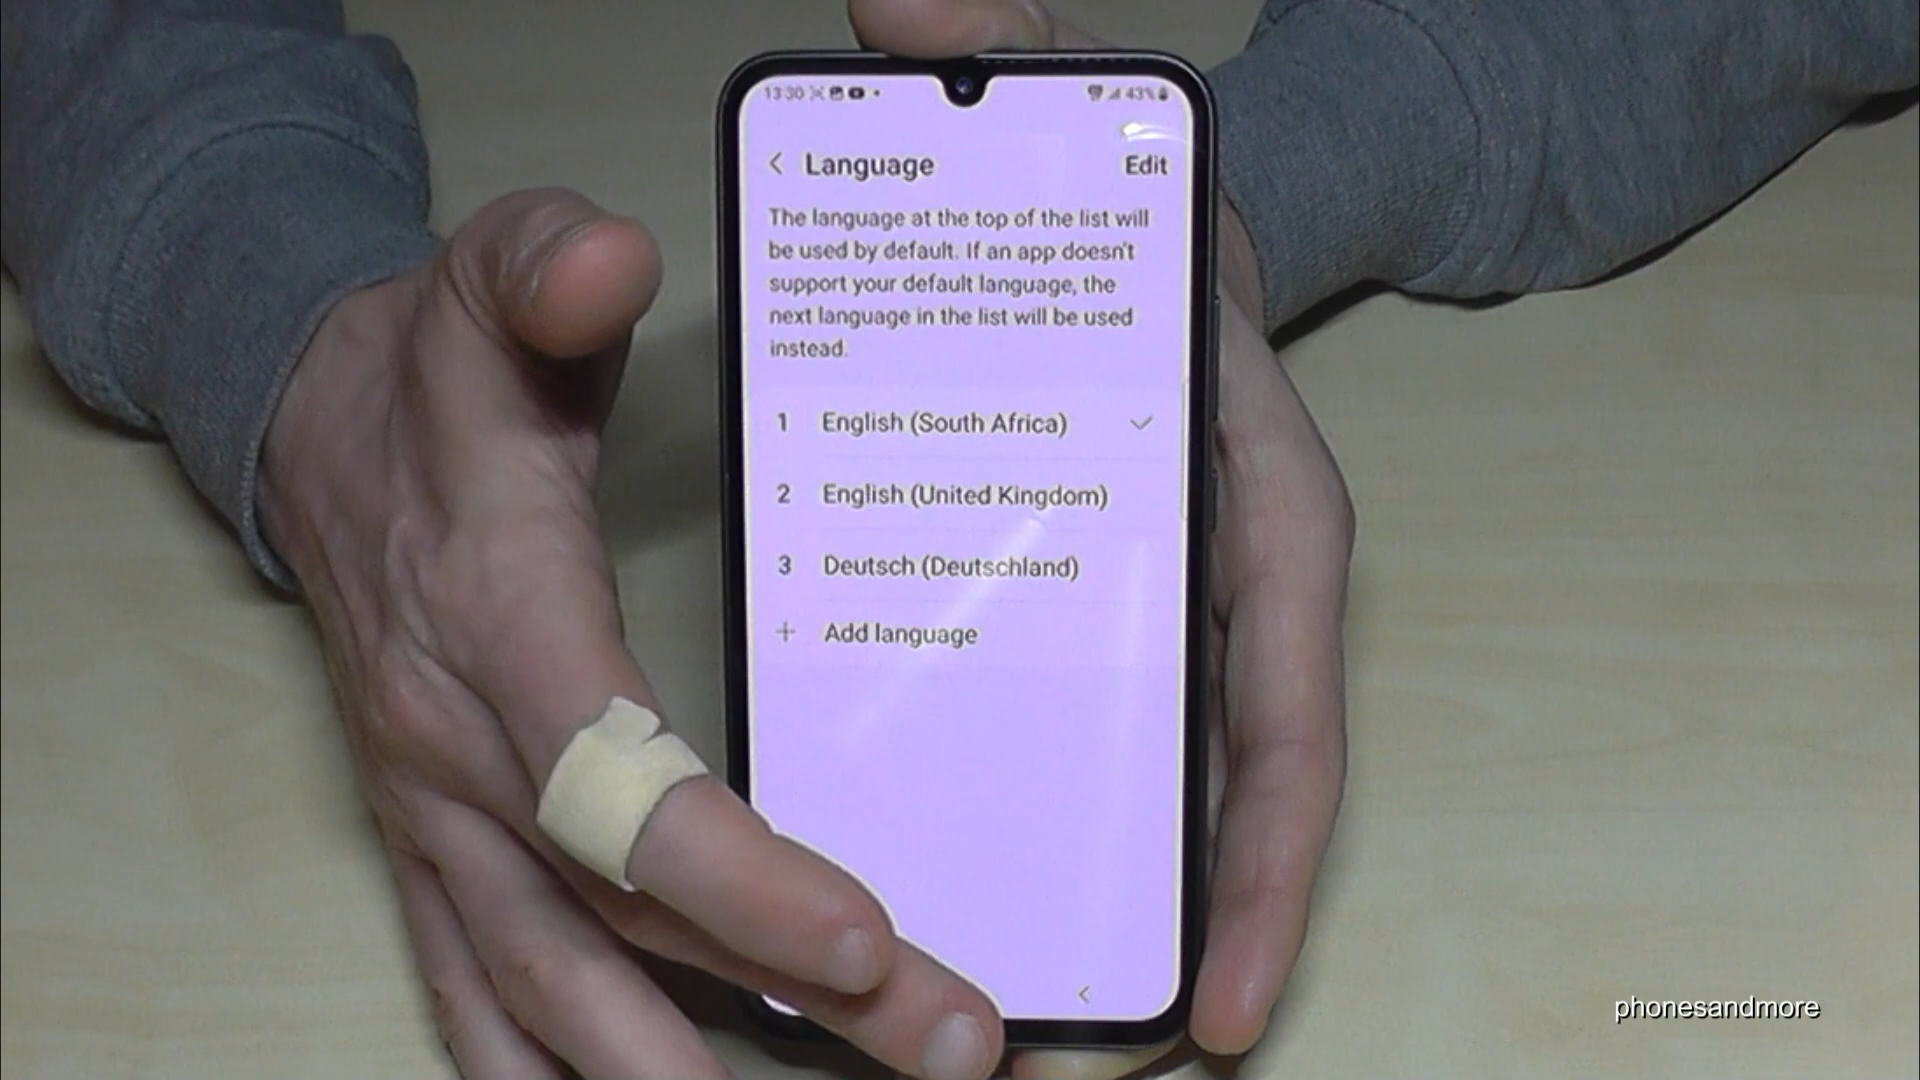 13:30
43%
Language
Edit
The language at the top of the list will
be used by default. If an app doesn't
support your default language, the
next language in the list will be used
instead.
1 English (South Africa)
2 English (United Kingdom)
3 Deutsch (Deutschland)
+ Add language
phonesandmore